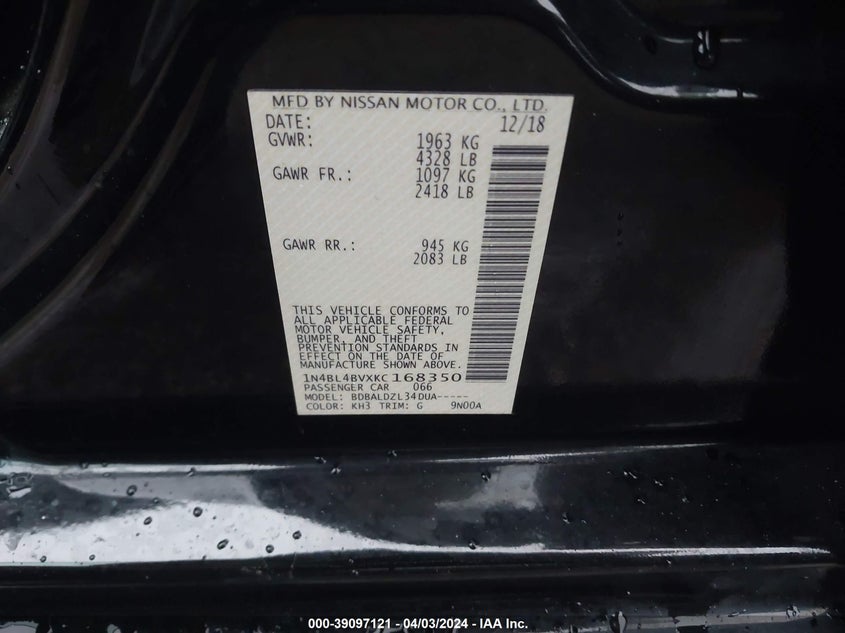 MFD BY NISSAN MOTOR CO., LTD.
DATE: 12/18
GVWR: 1963 KG
4328 LB
GAWR FR.: 1097 KG
2418 LB
GAWR RR.: 945 KG
2083 LB
THIS VEHICLE CONFORMS TO
ALL APPLICABLE FEDERAL
MOTOR VEHICLE SAFETY,
BUMPER, AND THEFT
PREVENTION STANDARDS IN
EFFECT ON THE DATE OF
MANUFACTURE SHOWN ABOVE.
1N4BL4BVXKC168350
PASSENGER CAR 066
MODEL: BDBALDZL34DUA-----
COLOR: KH3 TRIM: G 9N00A
000-39097121 - 04/03/2024 - IAA Inc.